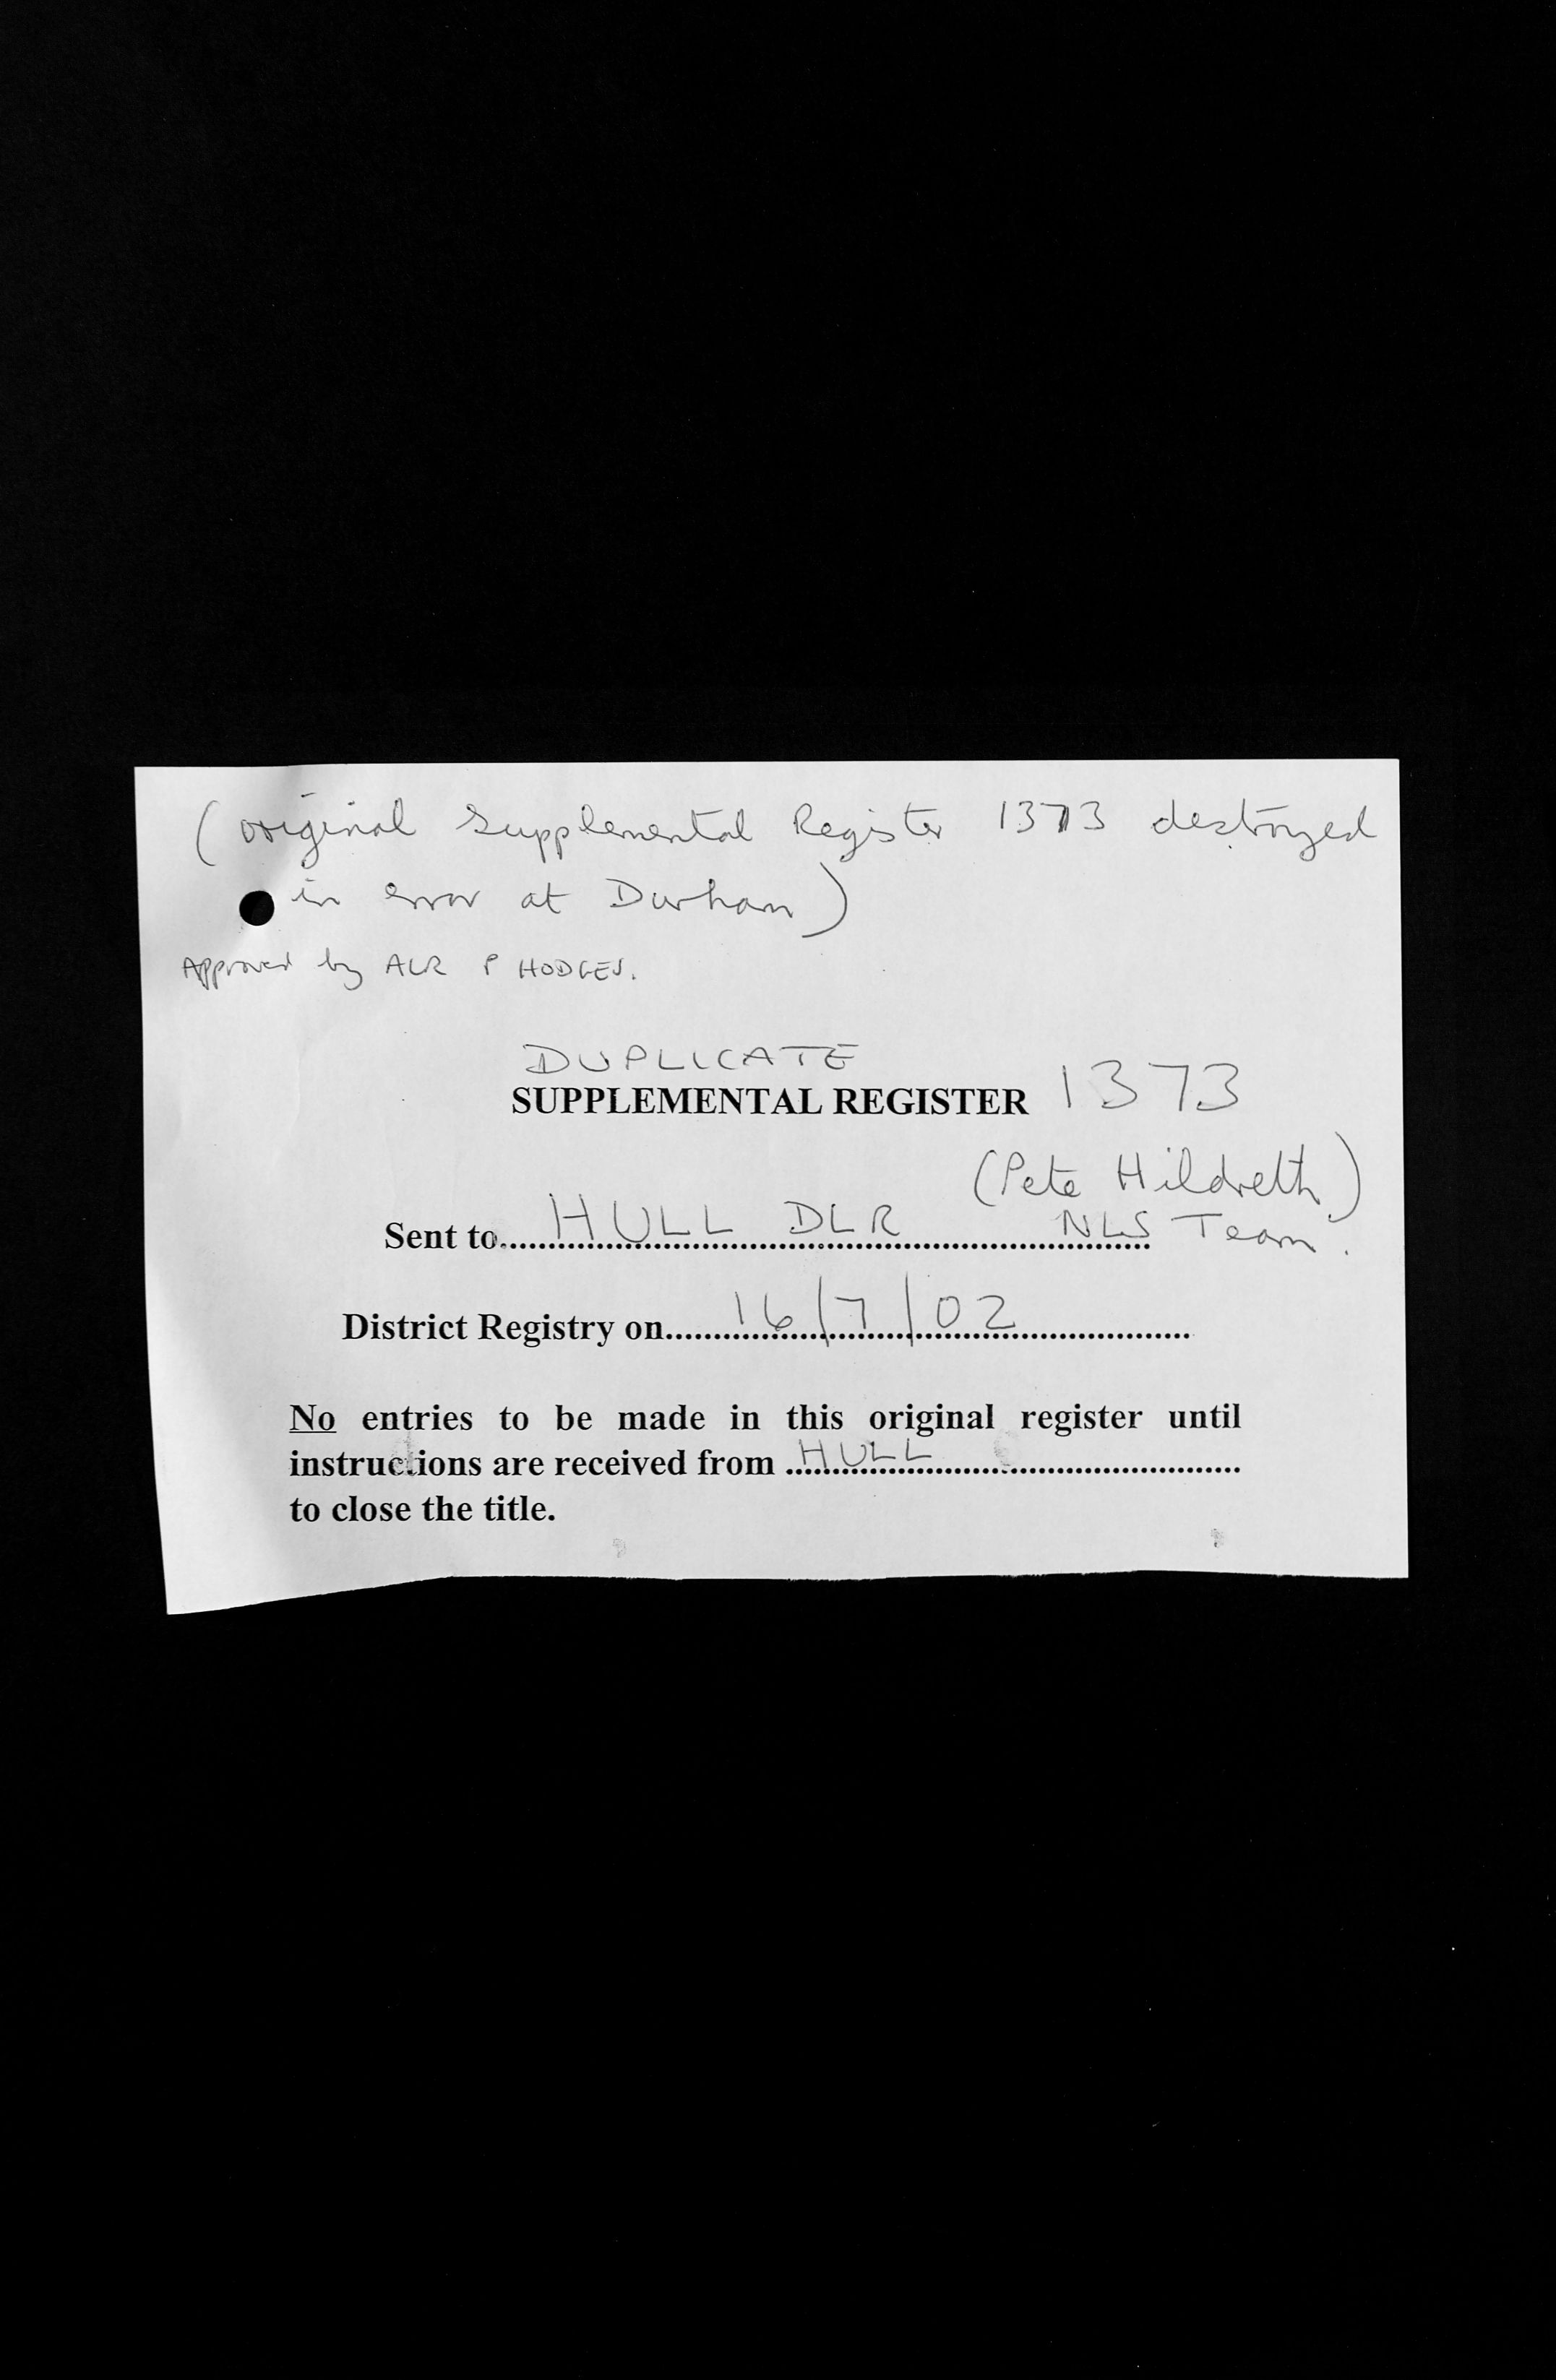 (original Supplemental Register 1373 destroyed
in error at Durham)
Approved by ALR P HODGES.
DUPLICATE
SUPPLEMENTAL REGISTER 1373
(Pete Hildreth)
Sent to HULL DLR NLS Team.
District Registry on 16/7/02
No entries to be made in this original register until
instructions are received from HULL
to close the title.